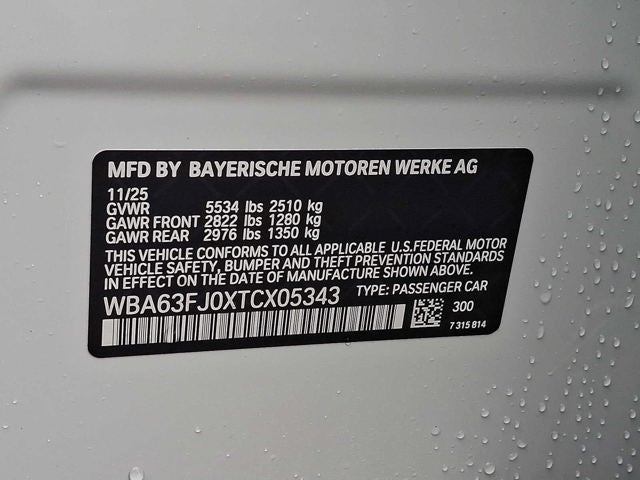 MFD BY BAYERISCHE MOTOREN WERKE AG
11/25
GVWR 5534 lbs 2510 kg
GAWR FRONT 2822 lbs 1280 kg
GAWR REAR 2976 lbs 1350 kg
THIS VEHICLE CONFORMS TO ALL APPLICABLE U.S.FEDERAL MOTOR
VEHICLE SAFETY, BUMPER, AND THEFT PREVENTION STANDARDS
IN EFFECT ON THE DATE OF MANUFACTURE SHOWN ABOVE.
WBA63FJ0XTCX05343 TYPE: PASSENGER CAR
300
7 315 814